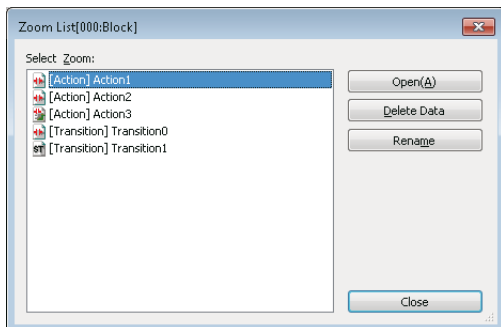 Zoom List[000:Block]
Select Zoom:
[Action] Action1
[Action] Action2
[Action] Action3
[Transition] Transition0
ST [Transition] Transition1
Open(A)
Delete Data
Rename
Close